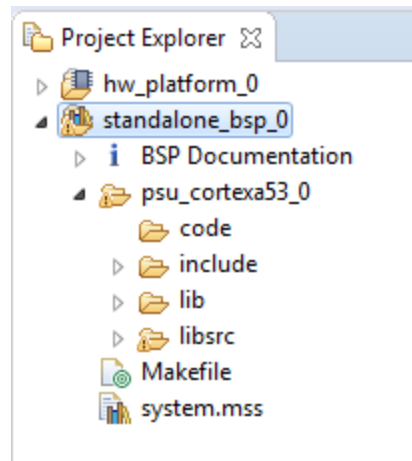 Project Explorer
hw_platform_0
standalone_bsp_0
BSP Documentation
psu_cortexa53_0
code
include
lib
libsrc
Makefile
system.mss